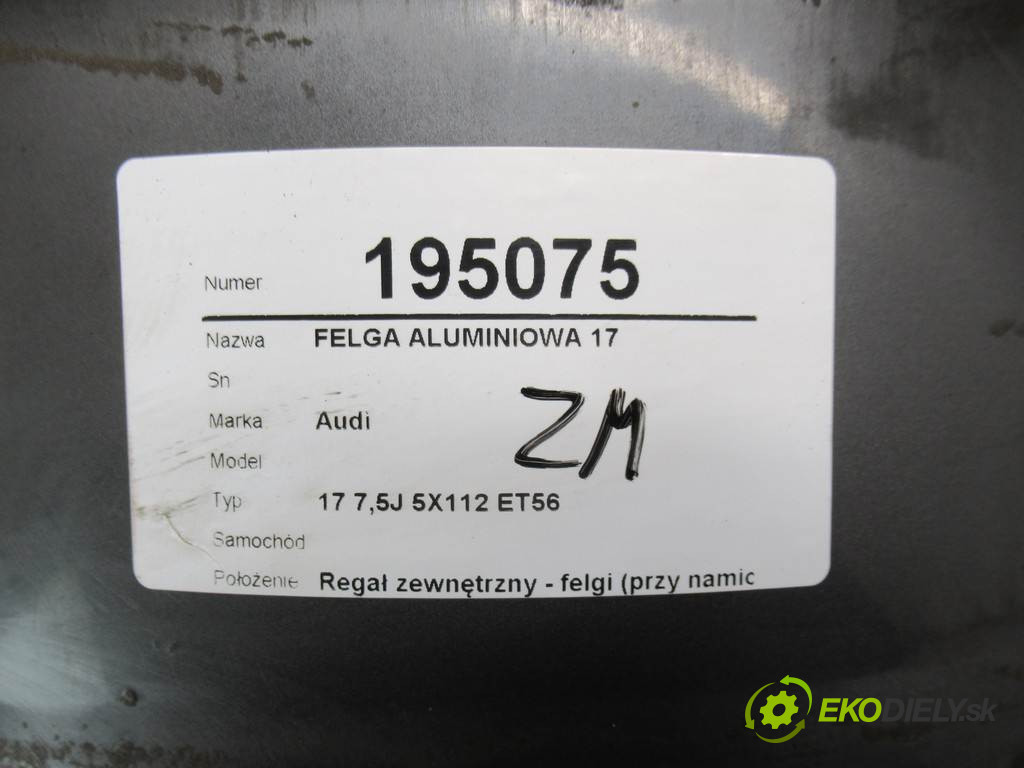 Numer 195075
Nazwa FELGA ALUMINIOWA 17
Sn
Marka Audi
ZM
Model
Typ 17 7,5J 5X112 ET56
Samochód
Położenie Regał zewnętrzny - felgi (przy namic
EKODIELY.sk